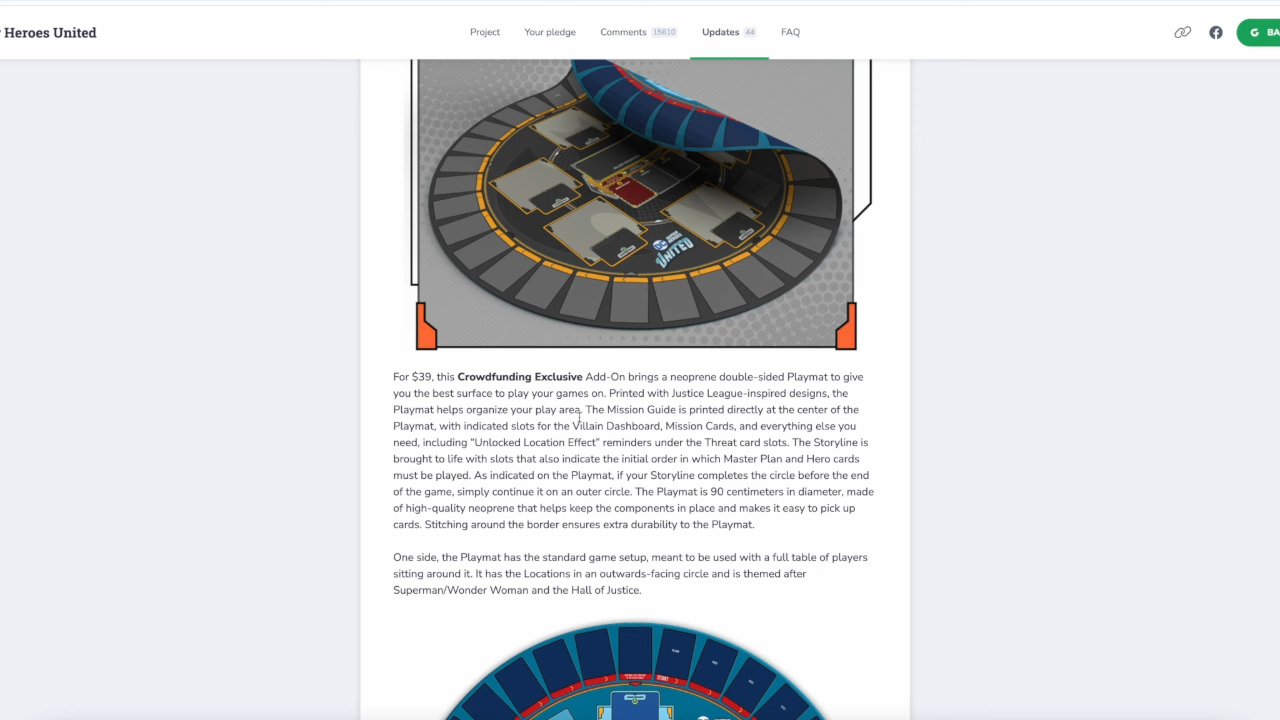 Heroes United
Project
Your pledge
Comments 15610
Updates 44
FAQ
BA
DC
SUPER
HEROES
UNITED
For $39, this Crowdfunding Exclusive Add-On brings a neoprene double-sided Playmat to give
you the best surface to play your games on. Printed with Justice League-inspired designs, the
Playmat helps organize your play area. The Mission Guide is printed directly at the center of the
Playmat, with indicated slots for the Villain Dashboard, Mission Cards, and everything else you
need, including “Unlocked Location Effect” reminders under the Threat card slots. The Storyline is
brought to life with slots that also indicate the initial order in which Master Plan and Hero cards
must be played. As indicated on the Playmat, if your Storyline completes the circle before the end
of the game, simply continue it on an outer circle. The Playmat is 90 centimeters in diameter, made
of high-quality neoprene that helps keep the components in place and makes it easy to pick up
cards. Stitching around the border ensures extra durability to the Playmat.
One side, the Playmat has the standard game setup, meant to be used with a full table of players
sitting around it. It has the Locations in an outwards-facing circle and is themed after
Superman/Wonder Woman and the Hall of Justice.
START